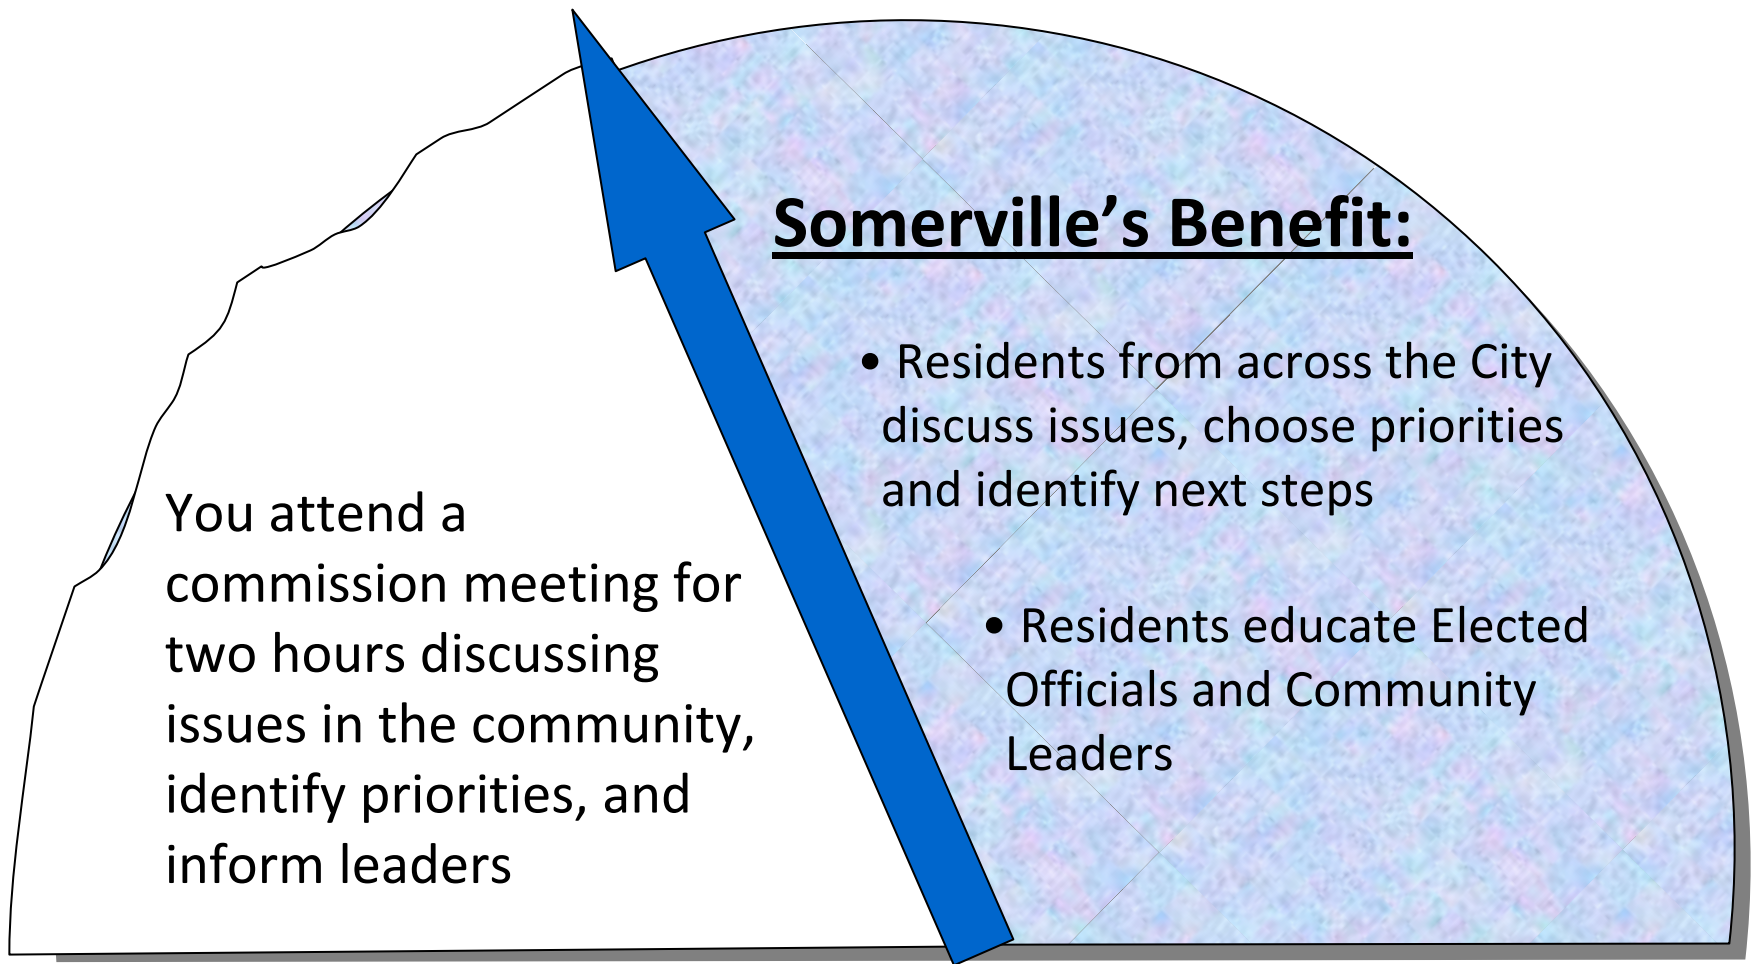 Somerville’s Benefit:
• Residents from across the City
discuss issues, choose priorities
and identify next steps
• Residents educate Elected
Officials and Community
Leaders
You attend a
commission meeting for
two hours discussing
issues in the community,
identify priorities, and
inform leaders